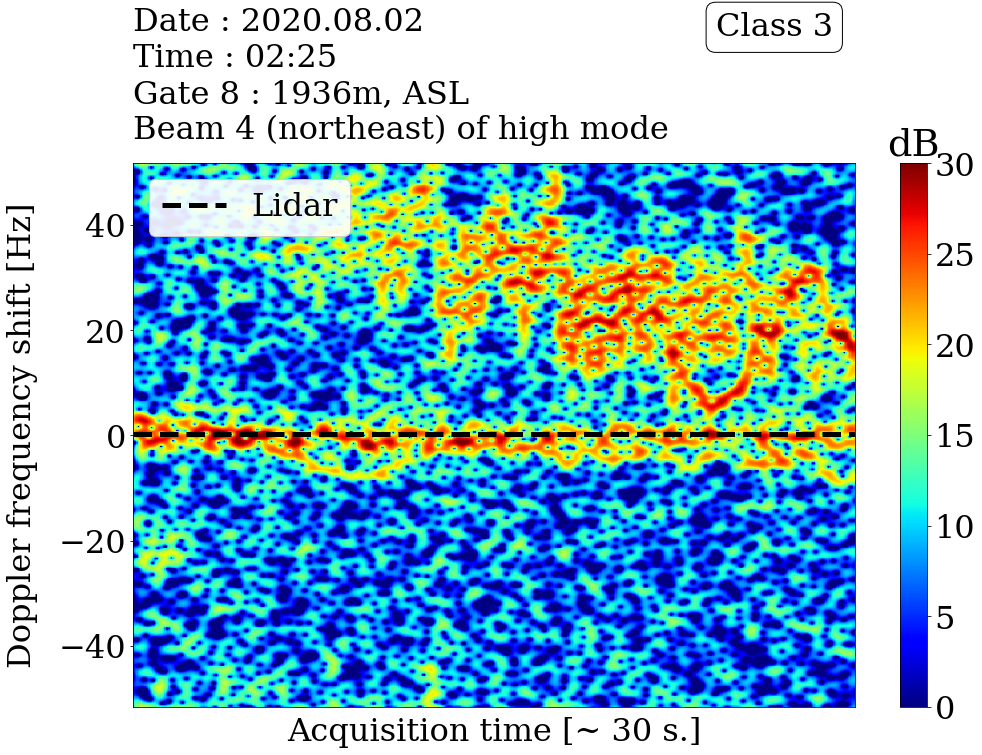 Date : 2020.08.02
Class 3
Time : 02:25
Gate 8 : 1936m, ASL
Beam 4 (northeast) of high mode
dB
Lidar
40
20
0
−20
−40
Doppler frequency shift [Hz]
Acquisition time [~ 30 s.]
30
25
20
15
10
5
0